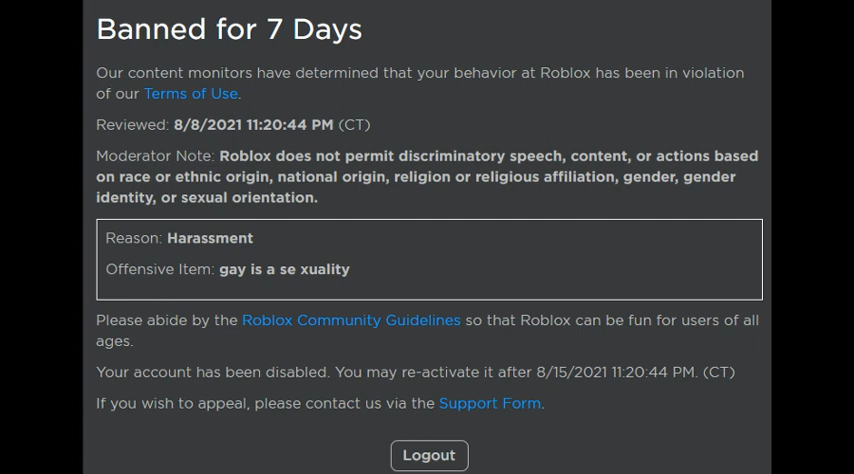 Banned for 7 Days
Our content monitors have determined that your behavior at Roblox has been in violation
of our Terms of Use.
Reviewed: 8/8/2021 11:20:44 PM (CT)
Moderator Note: Roblox does not permit discriminatory speech, content, or actions based
on race or ethnic origin, national origin, religion or religious affiliation, gender, gender
identity, or sexual orientation.
Reason: Harassment
Offensive Item: gay is a se xuality
Please abide by the Roblox Community Guidelines so that Roblox can be fun for users of all
ages.
Your account has been disabled. You may re-activate it after 8/15/2021 11:20:44 PM. (CT)
If you wish to appeal, please contact us via the Support Form.
Logout